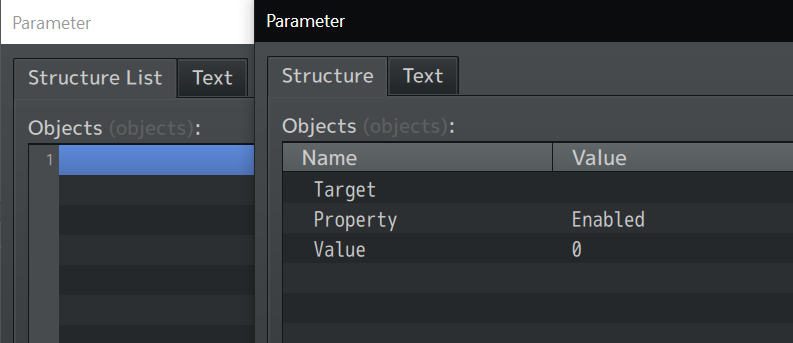 Parameter
Structure List Text
Objects (objects):
1
Parameter
Structure Text
Objects (objects):
Name Value
Target
Property Enabled
Value 0